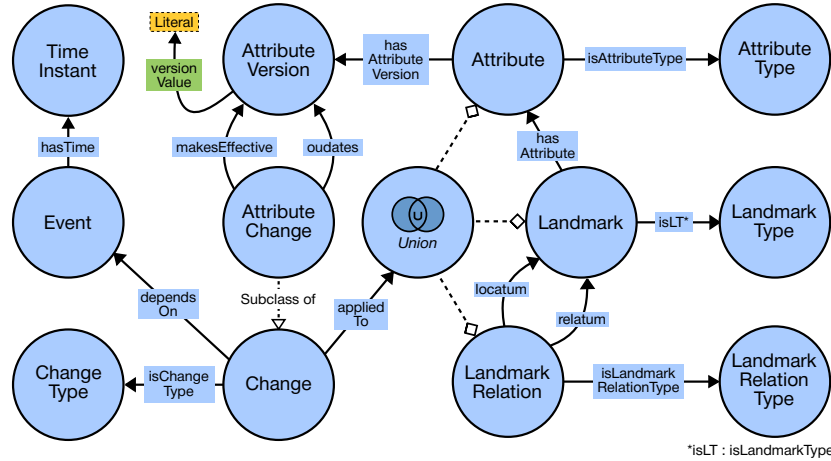 Literal
Time
Instant
Attribute
Version
has
Attribute
Version
Attribute
isAttributeType
Attribute
Type
version
Value
hasTime
makesEffective
oudates
has
Attribute
Event
Attribute
Change
U
Union
Landmark
isLT*
Landmark
Type
depends
On
Subclass of
applied
To
locatum
relatum
Change
Type
isChange
Type
Change
Landmark
Relation
isLandmark
RelationType
Landmark
Relation
Type
*isLT : isLandmarkType